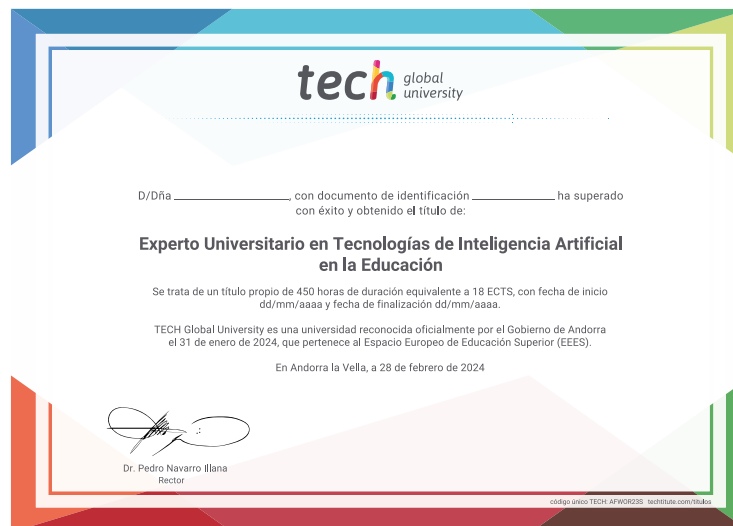 tech global university
D/Dña ____________, con documento de identificación ____________ ha superado
con éxito y obtenido el título de:
Experto Universitario en Tecnologías de Inteligencia Artificial
en la Educación
Se trata de un título propio de 450 horas de duración equivalente a 18 ECTS, con fecha de inicio
dd/mm/aaaa y fecha de finalización dd/mm/aaaa.
TECH Global University es una universidad reconocida oficialmente por el Gobierno de Andorra
el 31 de enero de 2024, que pertenece al Espacio Europeo de Educación Superior (EEES).
En Andorra la Vella, a 28 de febrero de 2024
Dr. Pedro Navarro Illana
Rector
código único TECH: AFWOR23S techtitute.com/titulos